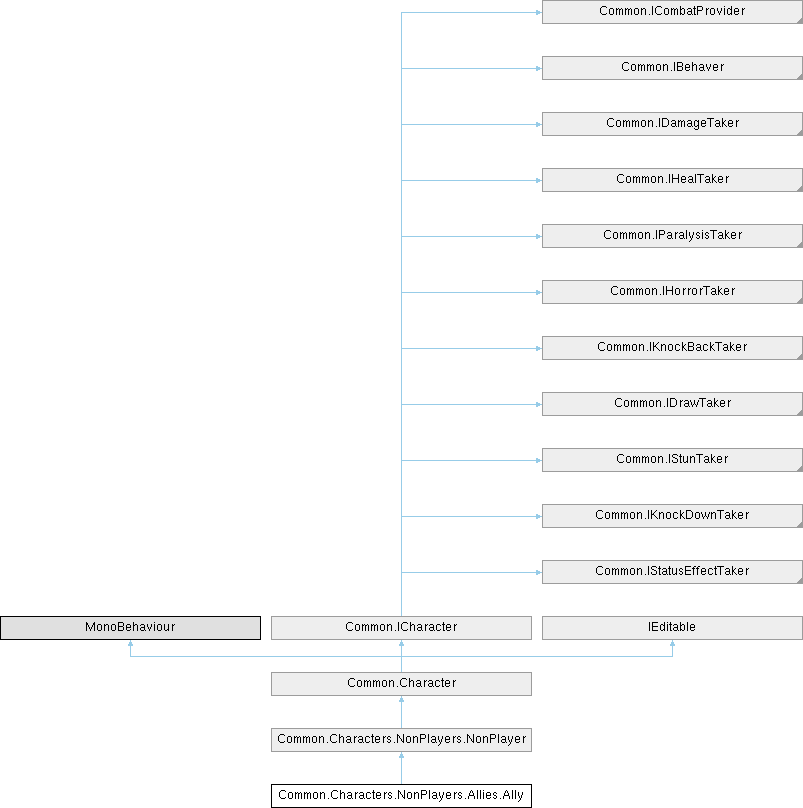 Common.ICombatProvider
Common.IBehaver
Common.IDamageTaker
Common.IHealTaker
Common.IParalysisTaker
Common.IHorrorTaker
Common.IKnockBackTaker
Common.IDrawTaker
Common.IStunTaker
Common.IKnockDownTaker
Common.IStatusEffectTaker
MonoBehaviour
Common.ICharacter
IEditable
Common.Character
Common.Characters.NonPlayers.NonPlayer
Common.Characters.NonPlayers.Allies.Ally